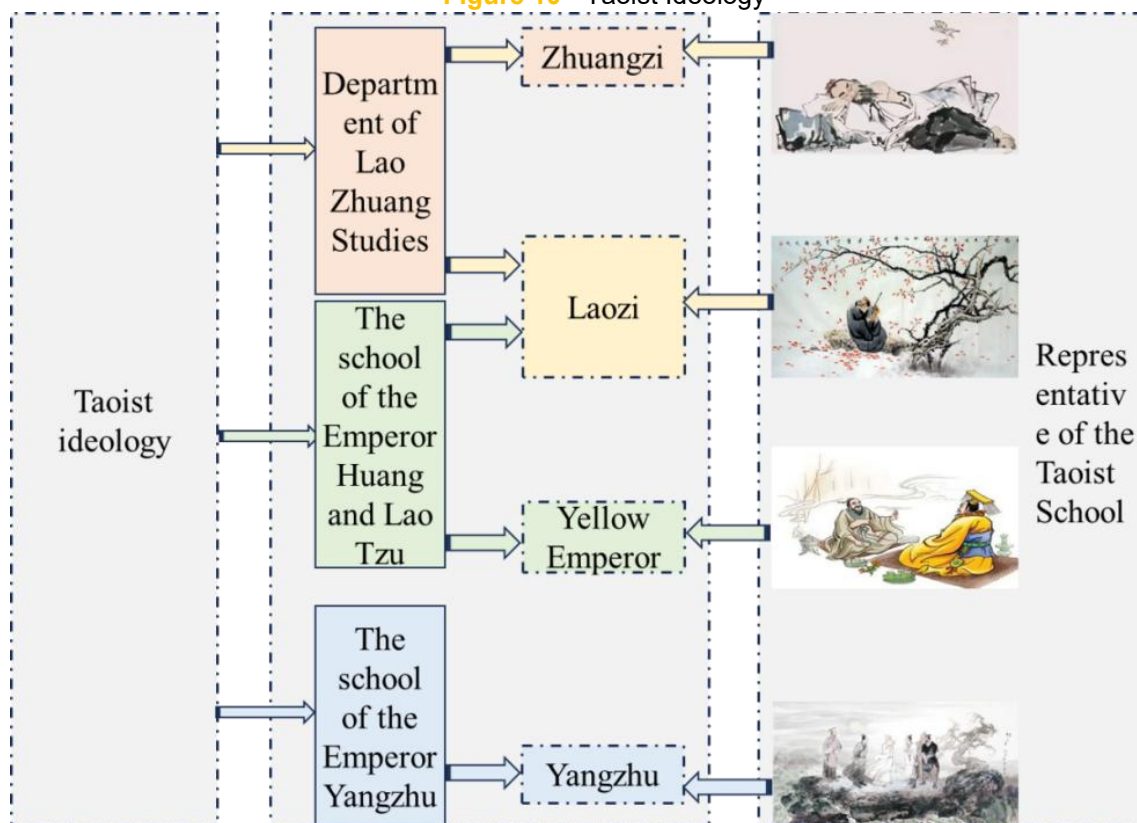 Taoist ideology
Taoist
ideology
Departm
ent of
Lao
Zhuang
Studies
The
school
of the
Emperor
Huang
and Lao
Tzu
The
school
of the
Emperor
Yangzhu
Zhuangzi
Laozi
Yellow
Emperor
Yangzhu
Repres
entativ
e of the
Taoist
School